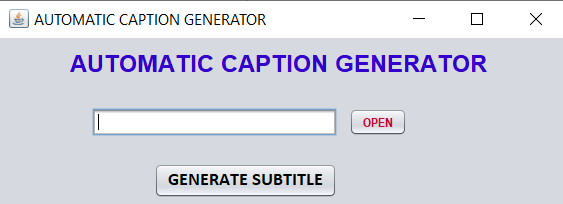 AUTOMATIC CAPTION GENERATOR
AUTOMATIC CAPTION GENERATOR
OPEN
GENERATE SUBTITLE